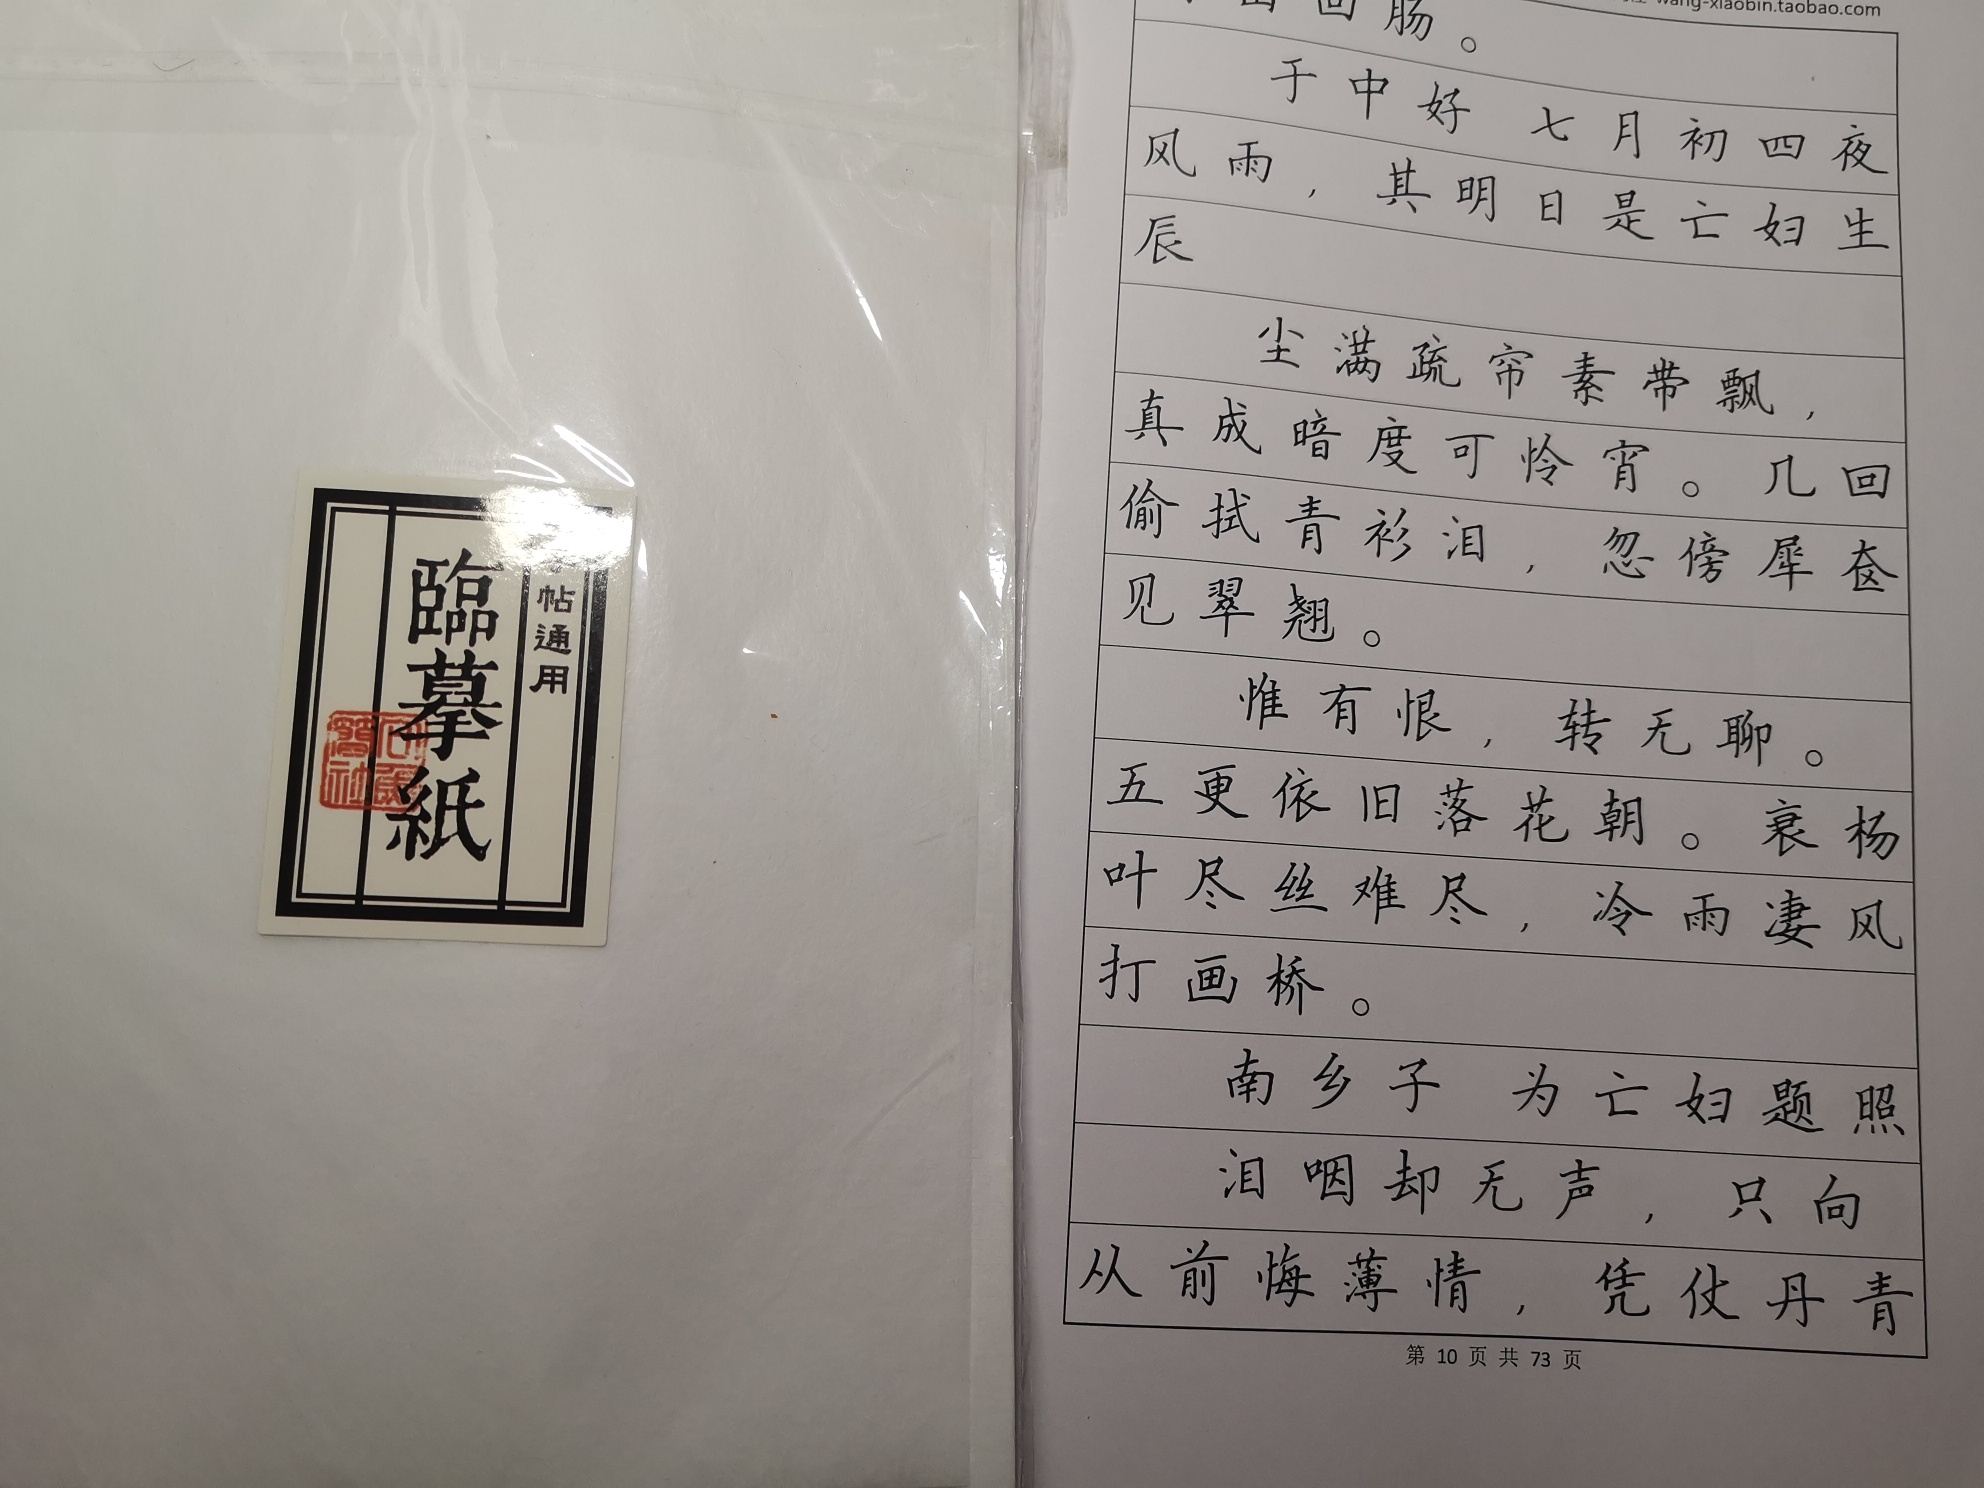 帖通用
臨摹紙
wang-xiaobin.taobao.com
回肠。
于中好 七月初四夜
风雨，其明日是亡妇生
辰
尘满疏帘素带飘，
真成暗度可怜宵。几回
偷拭青衫泪，忽傍犀奁
见翠翘。
惟有恨，转无聊。
五更依旧落花朝。衰杨
叶尽丝难尽，冷雨凄风
打画桥。
南乡子 为亡妇题照
泪咽却无声，只向
从前悔薄情，凭仗丹青
第 10 页 共 73 页